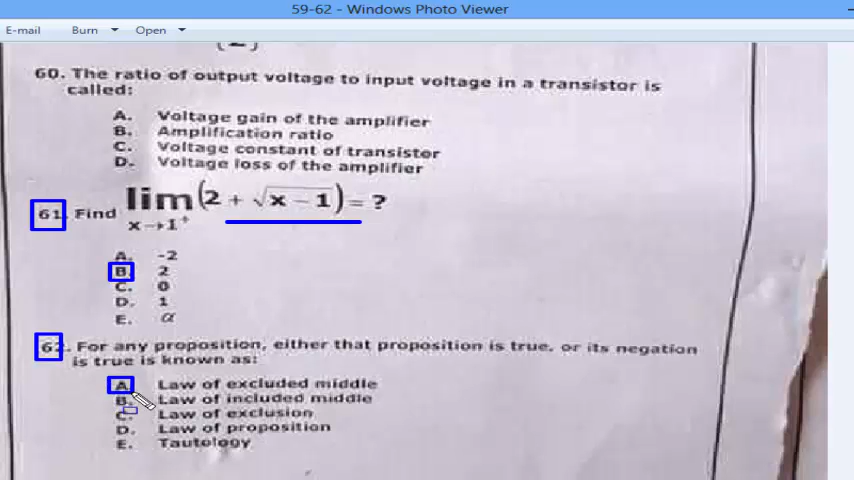 59-62 - Windows Photo Viewer
E-mail Burn Open
60. The ratio of output voltage to input voltage in a transistor is
called:
A. Voltage gain of the amplifier
B. Amplification ratio
C. Voltage constant of transistor
D. Voltage loss of the amplifier
61. Find lim x→1⁺ (2 + √x − 1) = ?
A. -2
B. 2
C. 0
D. 1
E. α
62. For any proposition, either that proposition is true, or its negation
is true is known as:
A. Law of excluded middle
B. Law of included middle
C. Law of exclusion
D. Law of proposition
E. Tautology